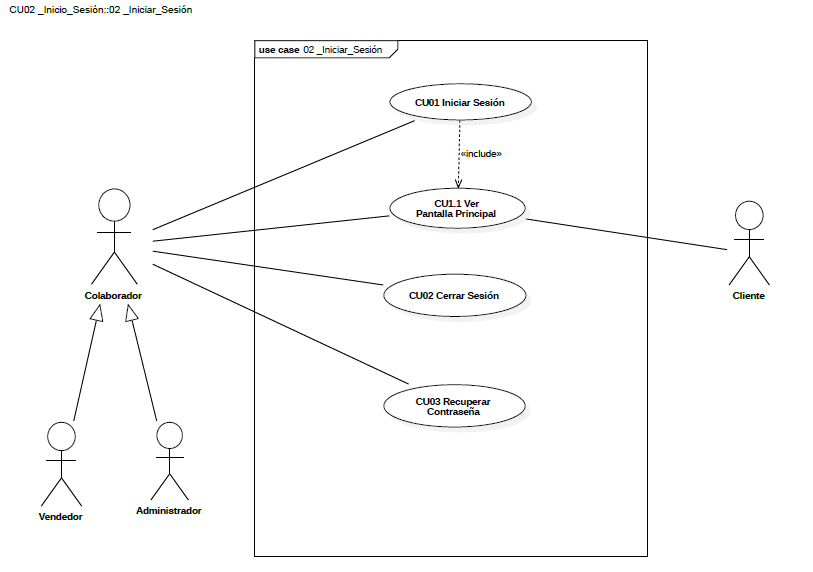 CU02 _Inicio_Sesión::02 _Iniciar_Sesión
use case 02 _Iniciar_Sesión
CU01 Iniciar Sesión
«include»
CU1.1 Ver
Pantalla Principal
CU02 Cerrar Sesión
Colaborador
Cliente
CU03 Recuperar
Contraseña
Vendedor
Administrador